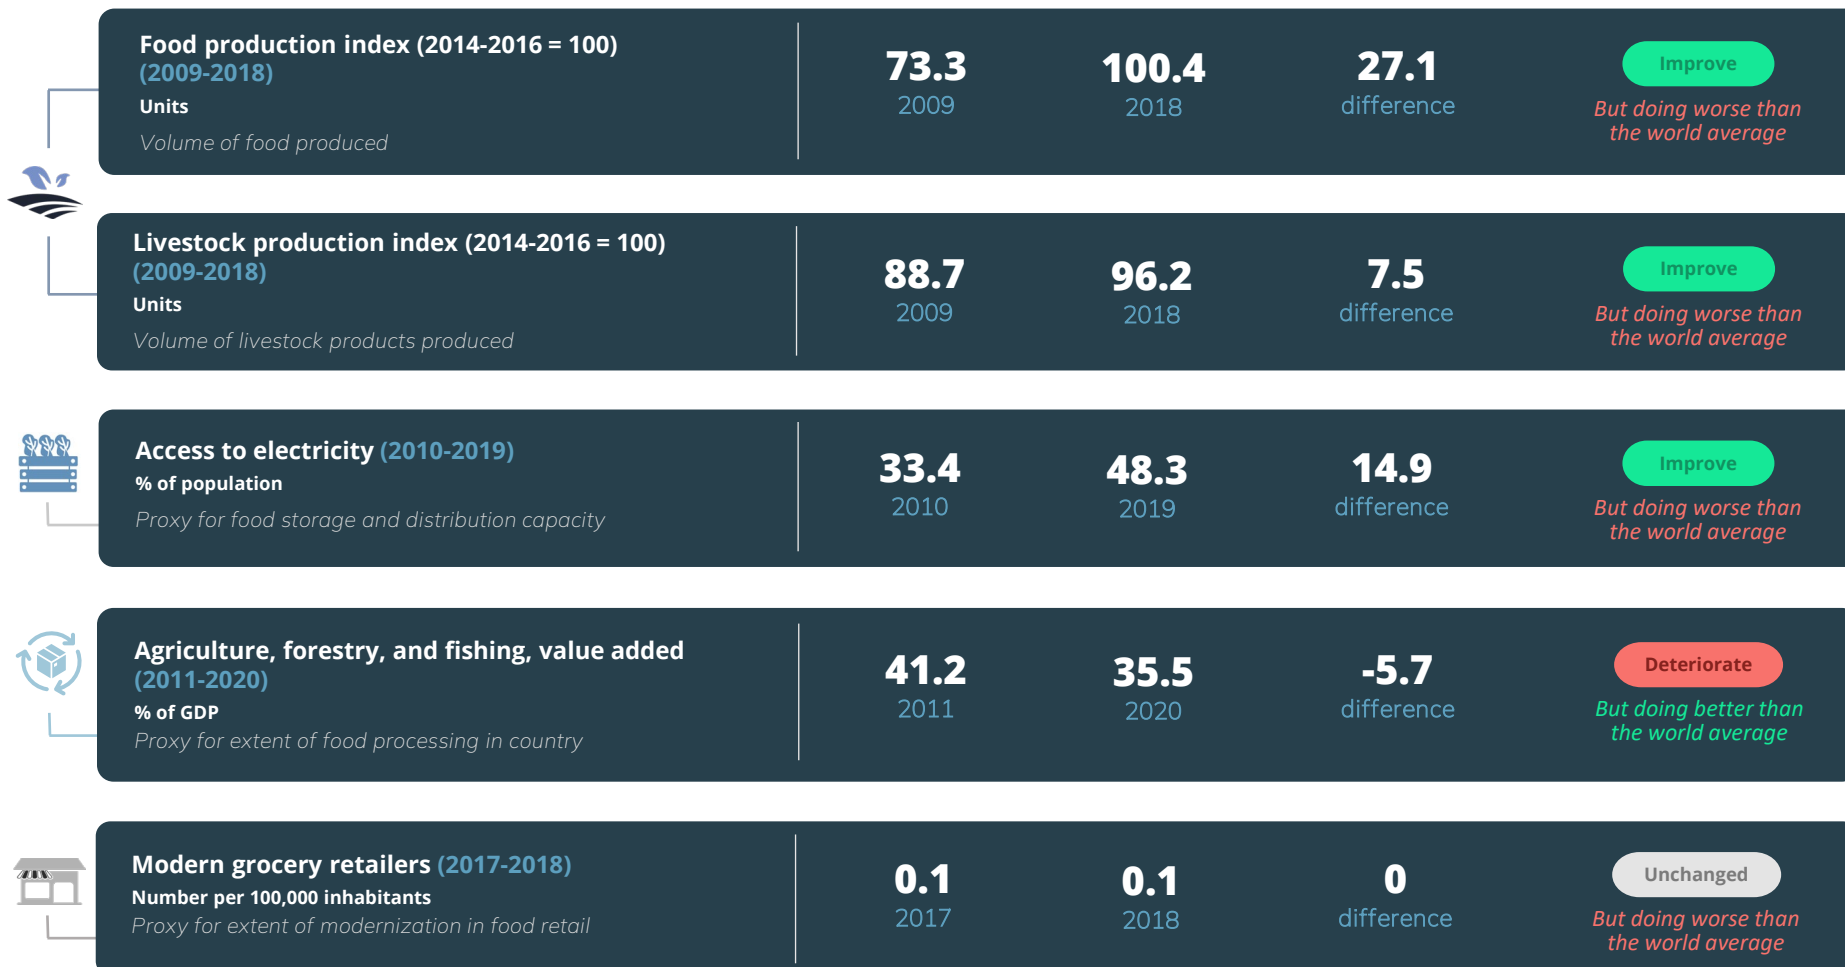 Food production index (2014-2016 = 100)
(2009-2018)
Units
Volume of food produced
73.3
2009
100.4
2018
27.1
difference
Improve
But doing worse than
the world average
Livestock production index (2014-2016 = 100)
(2009-2018)
Units
Volume of livestock products produced
88.7
2009
96.2
2018
7.5
difference
Improve
But doing worse than
the world average
Access to electricity (2010-2019)
% of population
Proxy for food storage and distribution capacity
33.4
2010
48.3
2019
14.9
difference
Improve
But doing worse than
the world average
Agriculture, forestry, and fishing, value added
(2011-2020)
% of GDP
Proxy for extent of food processing in country
41.2
2011
35.5
2020
-5.7
difference
Deteriorate
But doing better than
the world average
Modern grocery retailers (2017-2018)
Number per 100,000 inhabitants
Proxy for extent of modernization in food retail
0.1
2017
0.1
2018
0
difference
Unchanged
But doing worse than
the world average